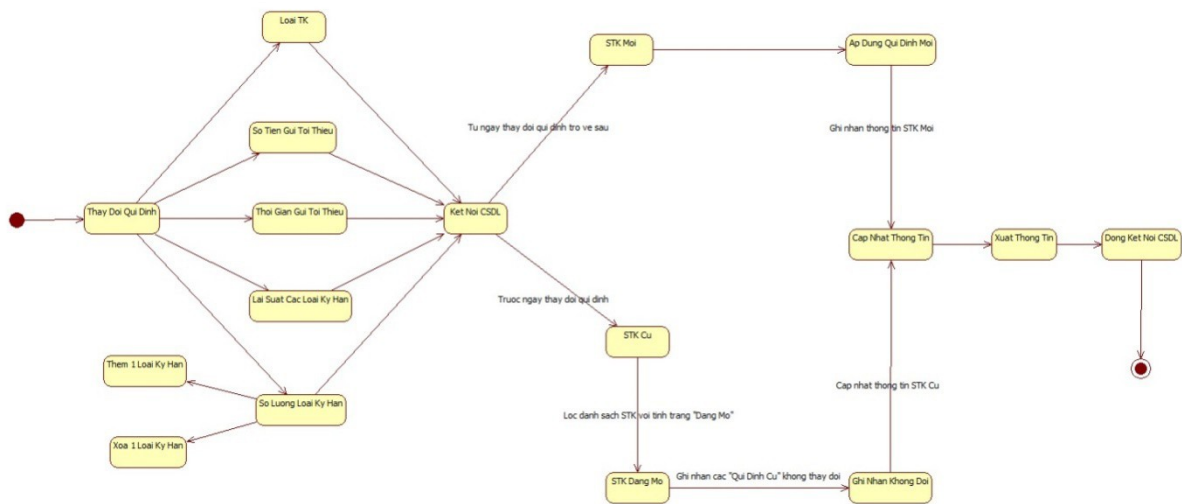 Loai TK
STK Moi
Ap Dung Qui Dinh Moi
So Tien Gui Toi Thieu
Tu ngay thay doi qui dinh tro ve sau
Ghi nhan thong tin STK Moi
Thay Doi Qui Dinh
Thoi Gian Gui Toi Thieu
Ket Noi CSDL
Cap Nhat Thong Tin
Xuat Thong Tin
Dong Ket Noi CSDL
Lai Suat Cac Loai Ky Han
Truoc ngay thay doi qui dinh
STK Cu
Them 1 Loai Ky Han
Cap nhat thong tin STK Cu
So Luong Loai Ky Han
Loc danh sach STK voi tinh trang "Dang Mo"
Xoa 1 Loai Ky Han
STK Dang Mo
Ghi nhan cac "Qui Dinh Cu" khong thay doi
Ghi Nhan Khong Doi